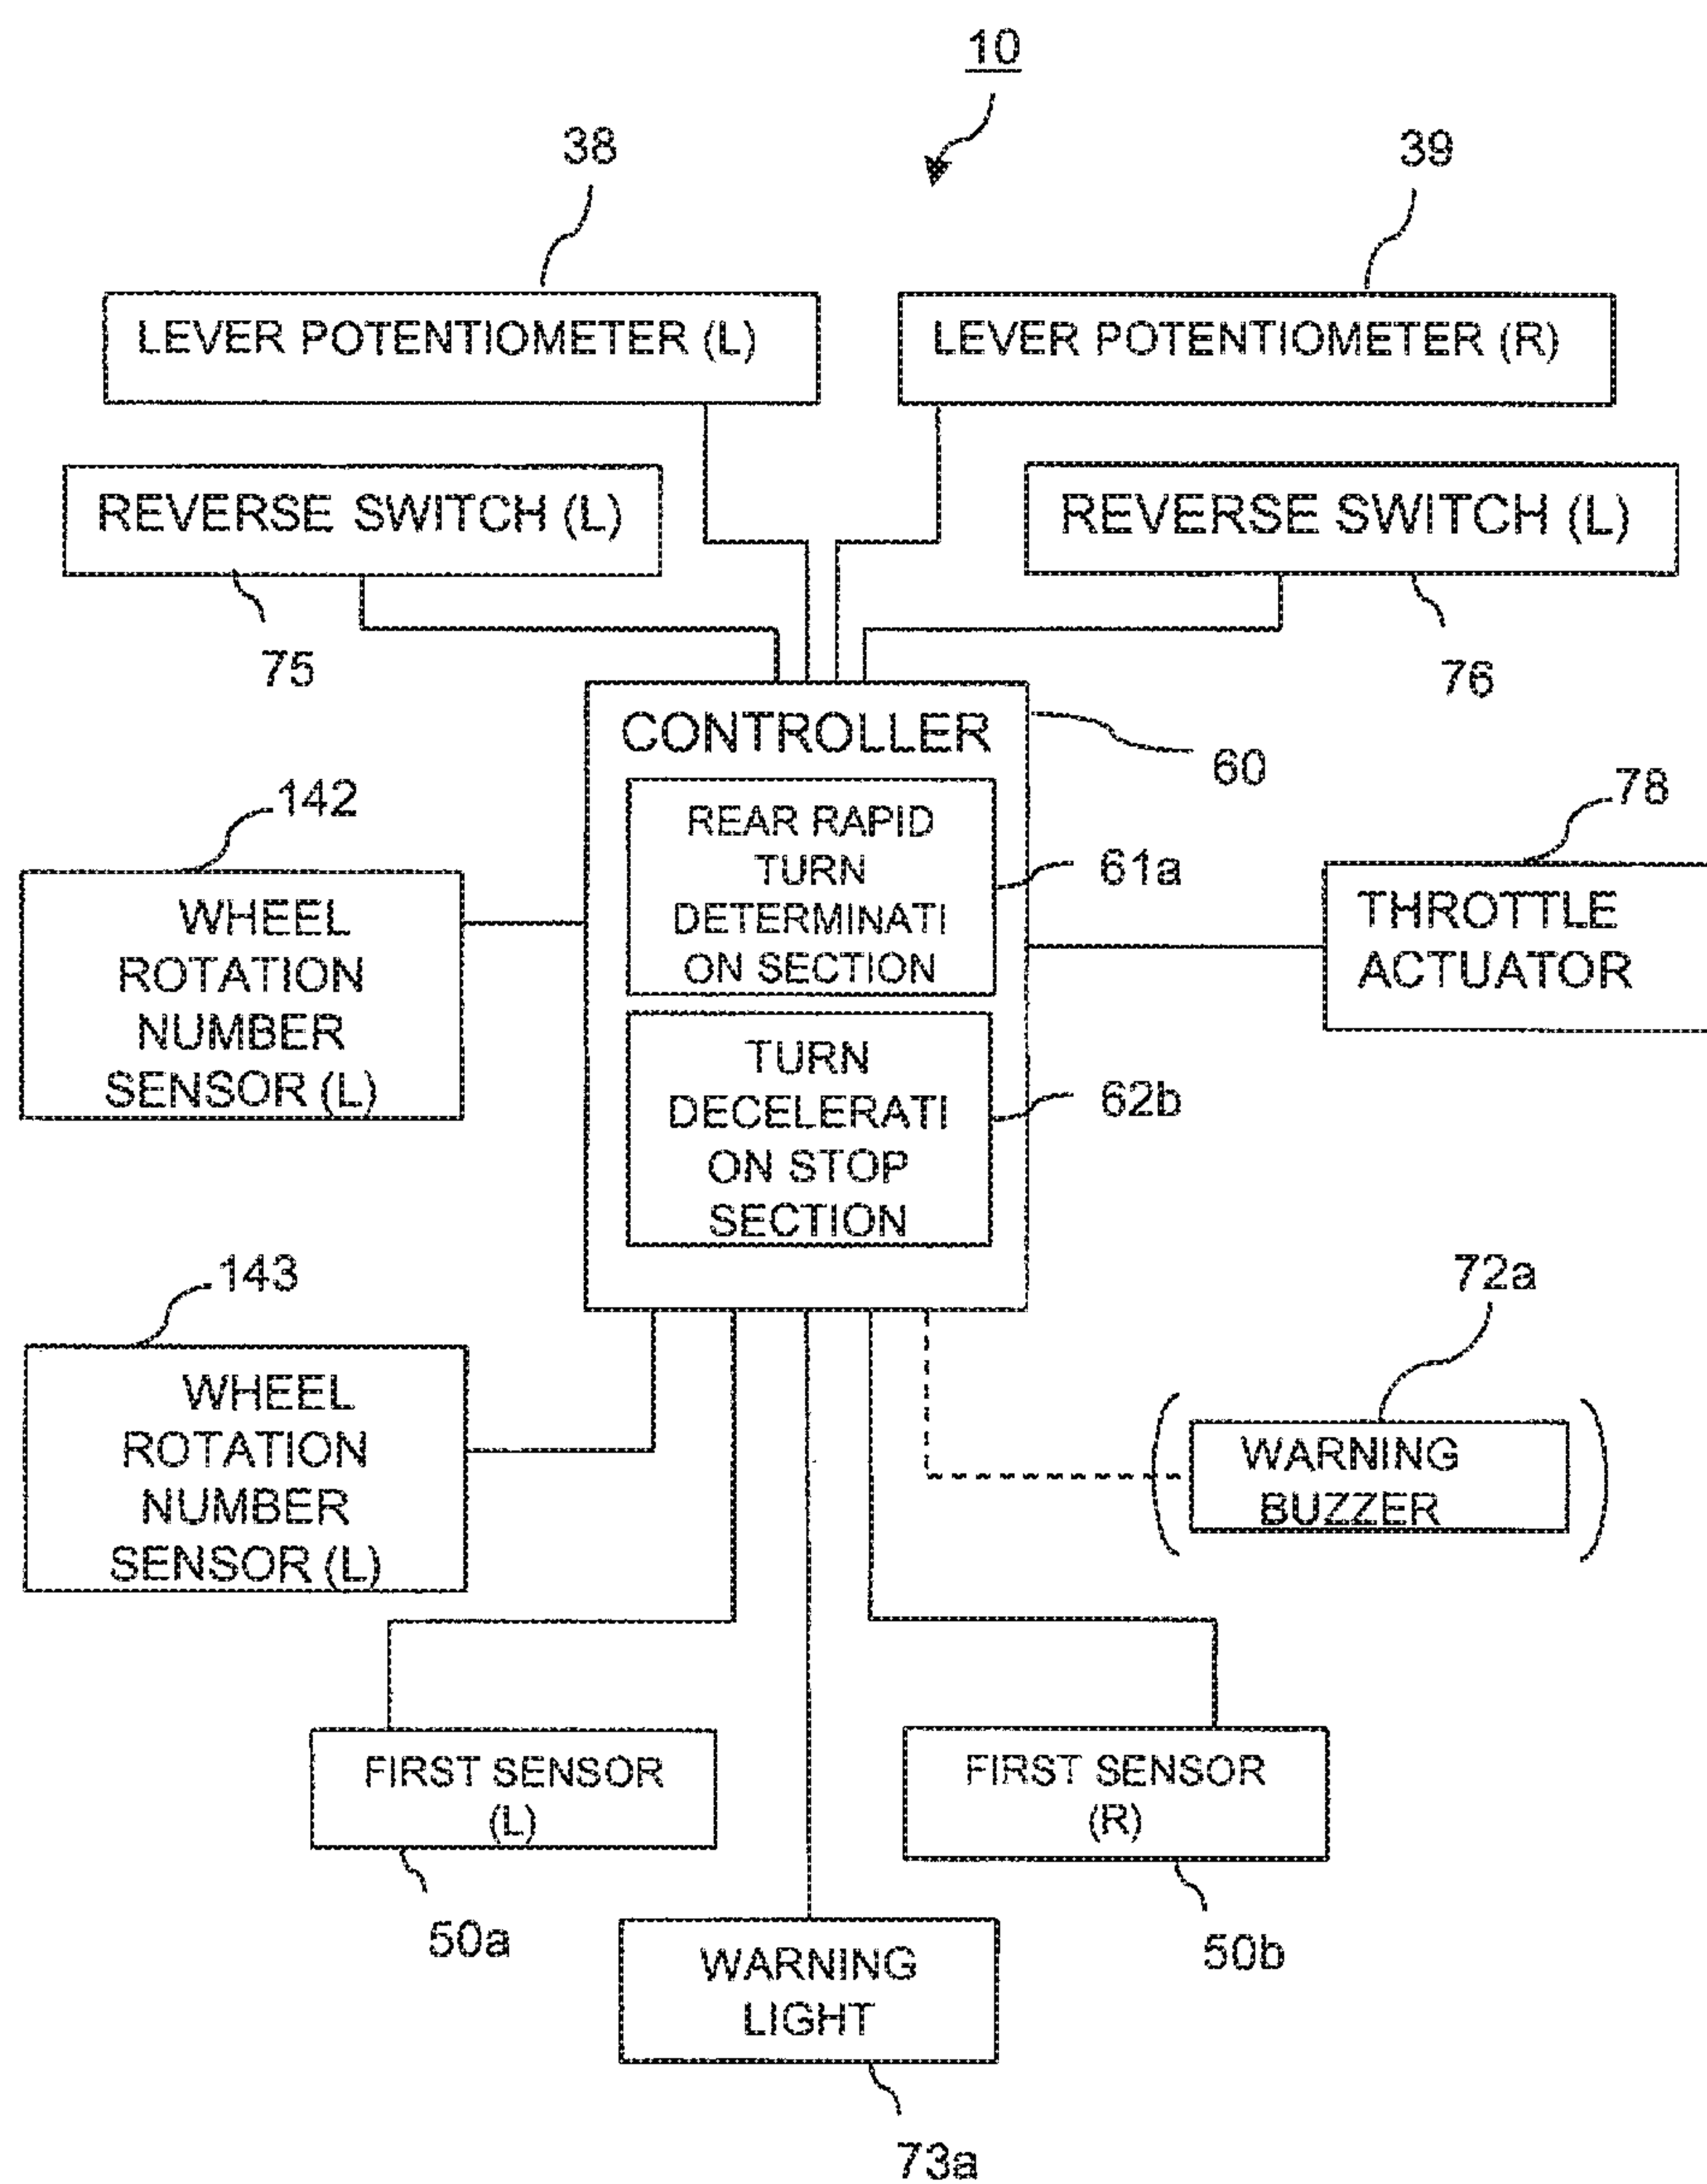 10
38
39
LEVER POTENTIOMETER (L)
LEVER POTENTIOMETER (R)
REVERSE SWITCH (L)
REVERSE SWITCH (L)
75
76
CONTROLLER
60
REAR RAPID
TURN
DETERMINATI
ON SECTION
61a
142
WHEEL
ROTATION
NUMBER
SENSOR (L)
78
THROTTLE
ACTUATOR
TURN
DECELERATI
ON STOP
SECTION
62b
143
WHEEL
ROTATION
NUMBER
SENSOR (L)
72a
WARNING
BUZZER
FIRST SENSOR
(L)
50a
FIRST SENSOR
(R)
50b
WARNING
LIGHT
73a